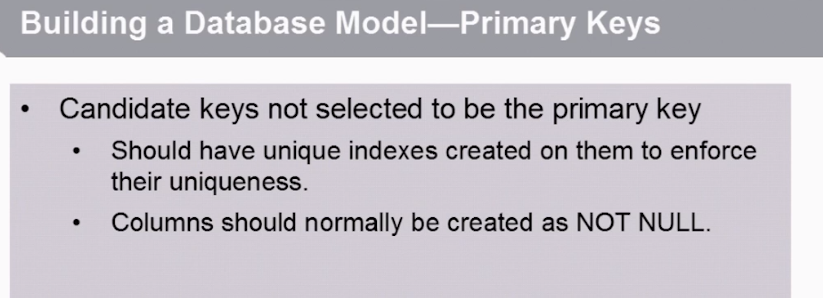 Building a Database Model—Primary Keys
• Candidate keys not selected to be the primary key
• Should have unique indexes created on them to enforce
their uniqueness.
• Columns should normally be created as NOT NULL.